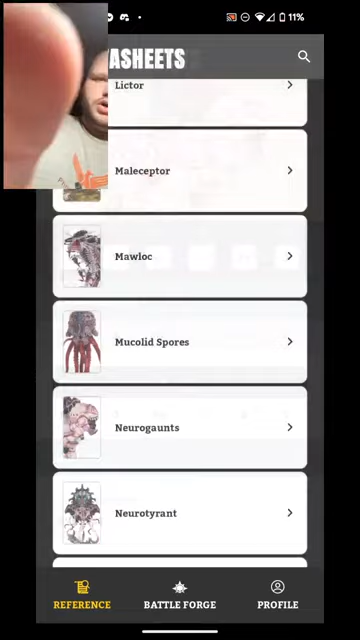 11%
ASHEETS
Lictor
Maleceptor
Mawloc
Mucolid Spores
Neurogaunts
Neurotyrant
REFERENCE
BATTLE FORGE
PROFILE